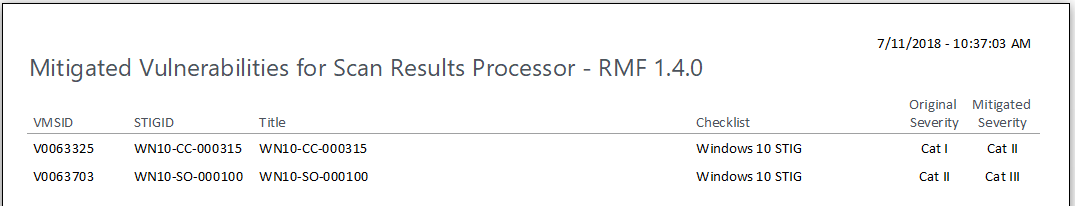 7/11/2018 - 10:37:03 AM
Mitigated Vulnerabilities for Scan Results Processor - RMF 1.4.0
Original Mitigated
VMSID STIGID Title Checklist Severity Severity
V0063325 WN10-CC-000315 WN10-CC-000315 Windows 10 STIG Cat I Cat II
V0063703 WN10-SO-000100 WN10-SO-000100 Windows 10 STIG Cat II Cat III